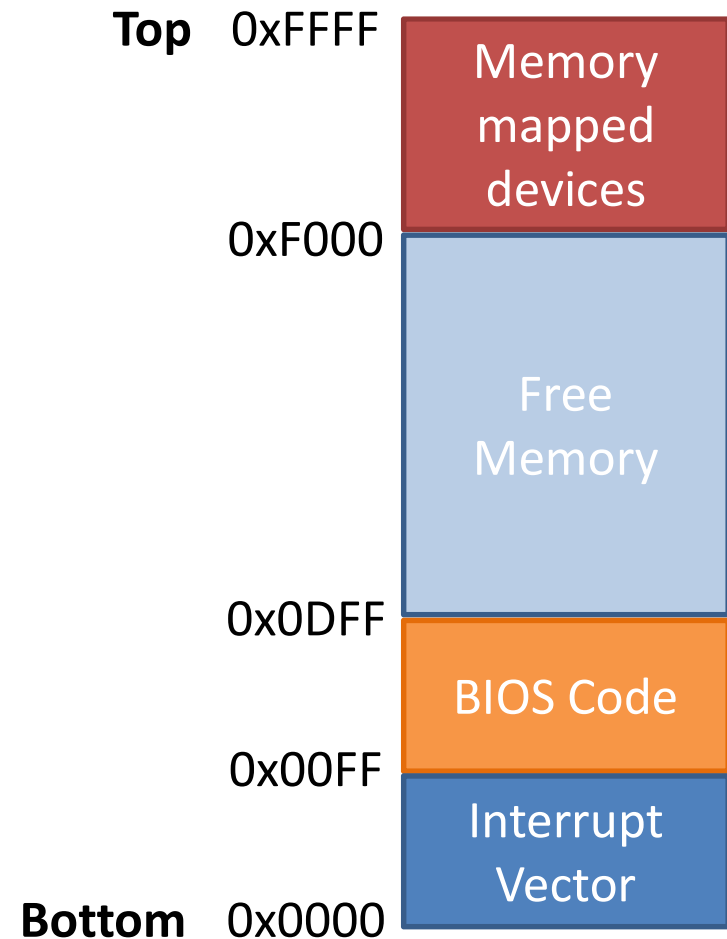 Top 0xFFFF
Memory
mapped
devices
0xF000
Free
Memory
0x0DFF
BIOS Code
0x00FF
Interrupt
Vector
Bottom 0x0000